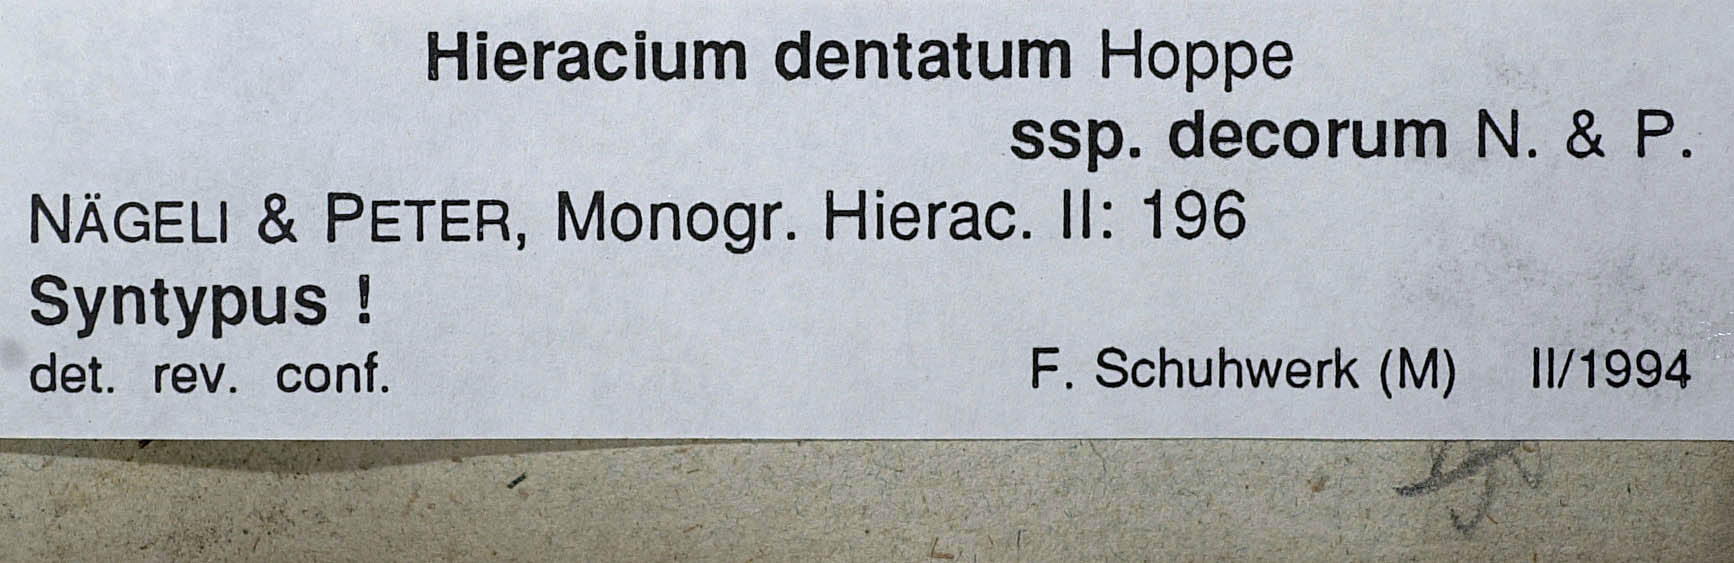 Hieracium dentatum Hoppe
ssp. decorum N. & P.
NÄGELI & PETER, Monogr. Hierac. II: 196
Syntypus !
det. rev. conf. F. Schuhwerk (M) II/1994